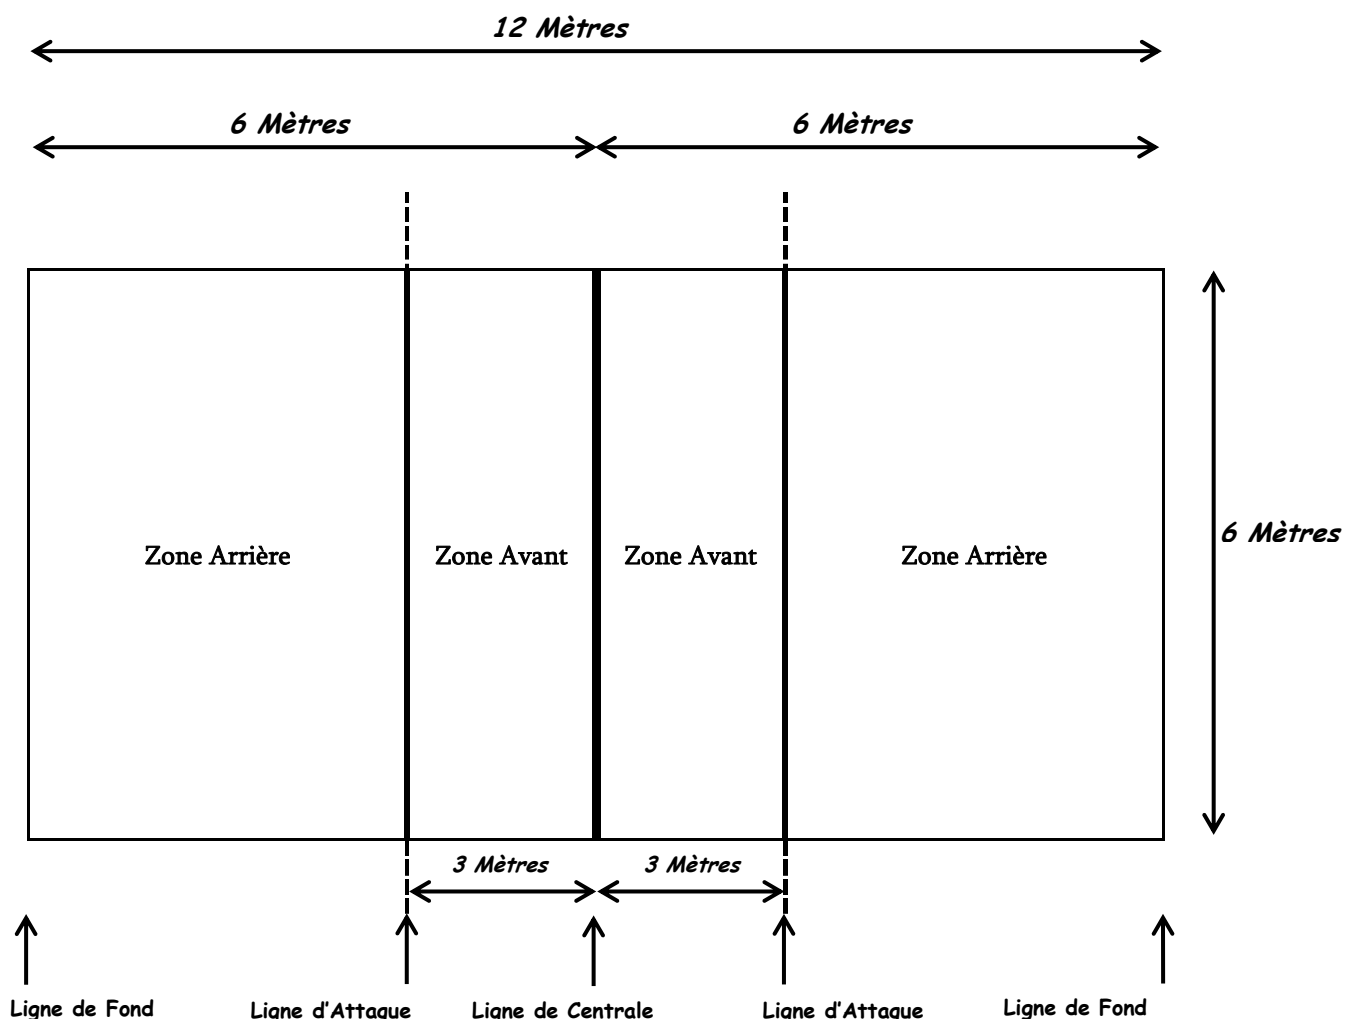 12 Mètres
6 Mètres 6 Mètres
6 Mètres
Zone Arrière Zone Avant Zone Avant Zone Arrière
3 Mètres 3 Mètres
Ligne de Fond Ligne d'Attaque Ligne de Centrale Ligne d'Attaque Ligne de Fond